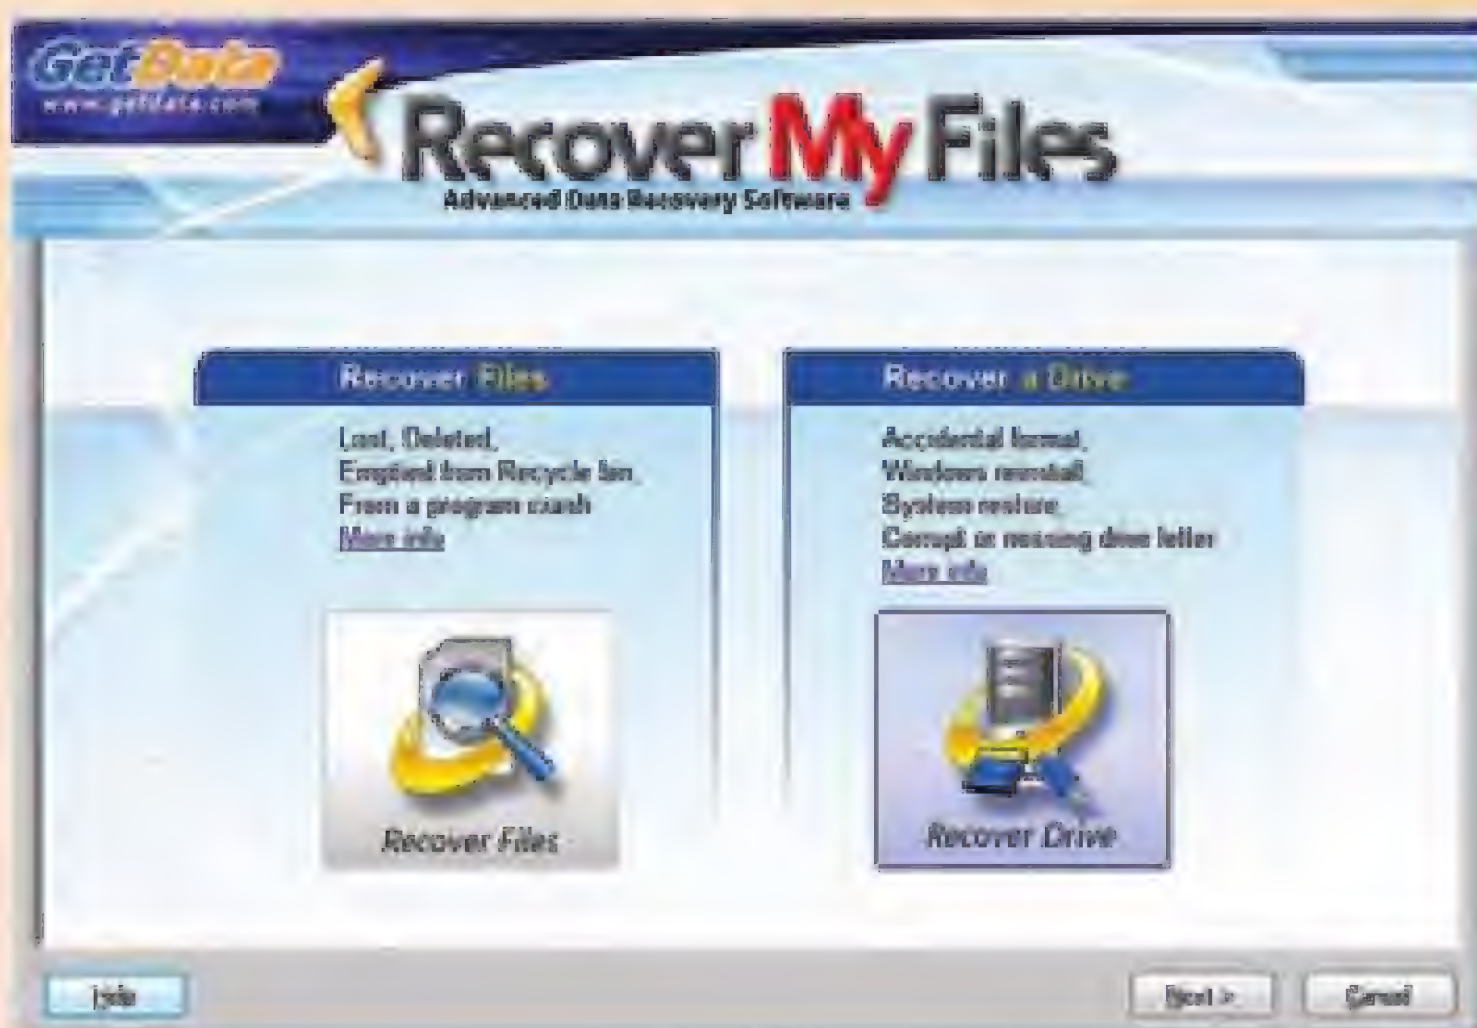 GetData
www.getdata.com
Recover My Files
Advanced Data Recovery Software
Recover Files
Lost, Deleted,
Emptied from Recycle bin,
From a program crash
More info
Recover Files
Recover a Drive
Accidental format,
Windows reinstall,
System restore,
Corrupt or missing drive letter
More info
Recover Drive
Next >
Cancel